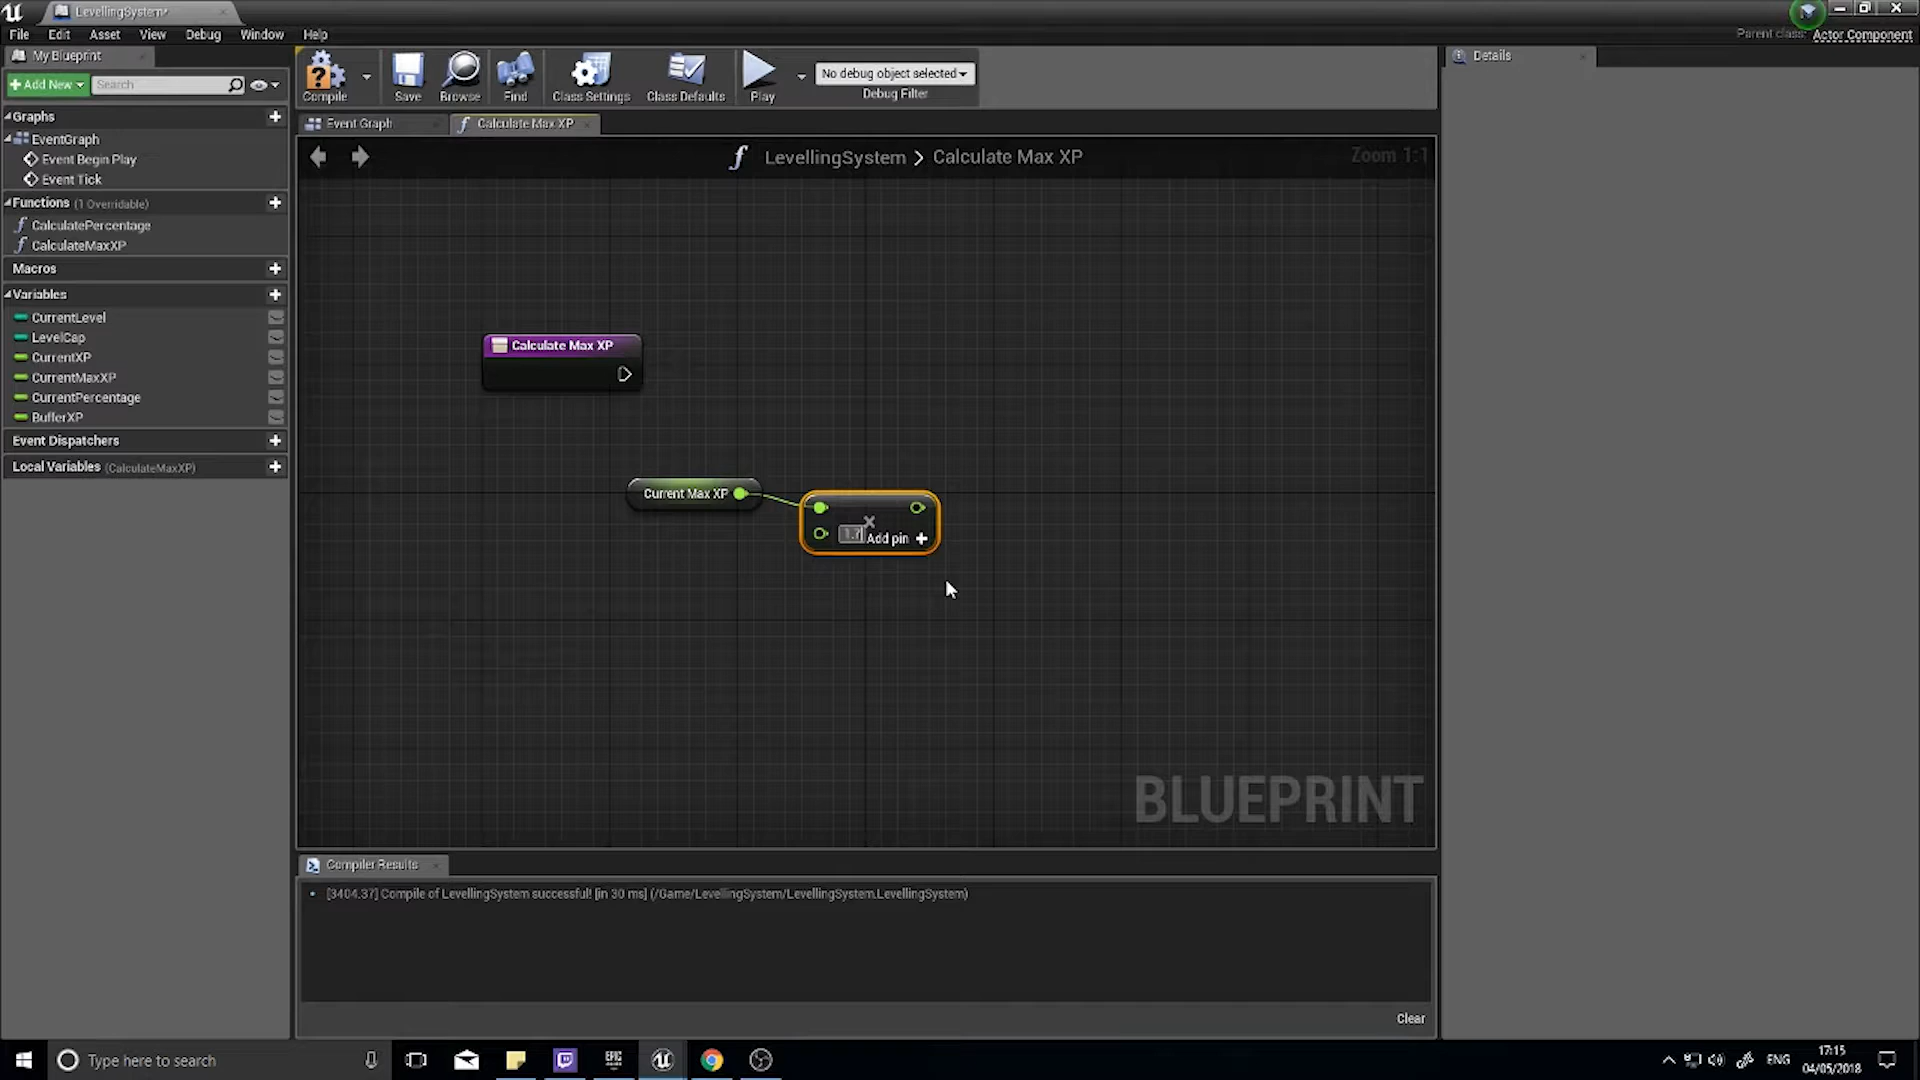 LevellingSystem*
File Edit Asset View Debug Window Help
Parent class: Actor Component
My Blueprint
Details
Add New
Search
Compile
Save
Browse
Find
Class Settings
Class Defaults
Play
No debug object selected
Debug Filter
Graphs
EventGraph
Event Begin Play
Event Tick
Functions (1 Overridable)
CalculatePercentage
CalculateMaxXP
Macros
Variables
CurrentLevel
LevelCap
CurrentXP
CurrentMaxXP
CurrentPercentage
BufferXP
Event Dispatchers
Local Variables (CalculateMaxXP)
Event Graph
Calculate Max XP
LevellingSystem > Calculate Max XP
Zoom 1:1
Calculate Max XP
Current Max XP
Add pin +
BLUEPRINT
Compiler Results
[3404.37] Compile of LevellingSystem successful! [in 30 ms] (/Game/LevellingSystem/LevellingSystem.LevellingSystem)
Clear
Type here to search
EPIC
ENG
17:15
04/05/2018